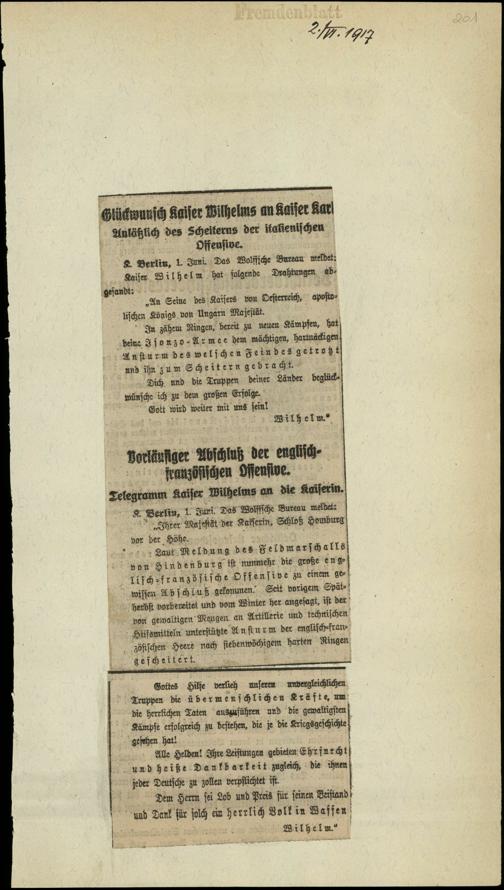 Fremdenblatt
201
2./VI. 1917
Glückwunsch Kaiser Wilhelms an Kaiser Karl
Anläßlich des Scheiterns der italienischen
Offensive.
K. Berlin, 1. Juni. Das Wolffsche Bureau meldet:
Kaiser Wilhelm hat folgende Drahtungen ab-
gesandt:
„An Seine des Kaisers von Oesterreich, aposto-
lischen Königs von Ungarn Majestät.
In zähem Ringen, bereit zu neuen Kämpfen, hat
deine Isonzo-Armee dem mächtigen, hartnäckigen
Ansturm des welschen Feindes getrotzt
und ihn zum Scheitern gebracht.
Dich und die Truppen deiner Länder beglück-
wünsche ich zu dem großen Erfolge.
Gott wird weiter mit uns sein!
Wilhelm.“
Vorläufiger Abschluß der englisch-
französischen Offensive.
Telegramm Kaiser Wilhelms an die Kaiserin.
K. Berlin, 1. Juni. Das Wolffsche Bureau meldet:
„Ihrer Majestät der Kaiserin, Schloß Homburg
vor der Höhe.
Laut Meldung des Feldmarschalls
von Hindenburg ist nunmehr die große eng-
lisch-französische Offensive zu einem ge-
wissen Abschluß gekommen. Seit vorigem Spät-
herbst vorbereitet und vom Winter her angesagt, ist der
von gewaltigen Mengen an Artillerie und technischen
Hilfsmitteln unterstützte Ansturm der englisch-fran-
zösischen Heere nach siebenwöchigem harten Ringen
gescheitert.
Gottes Hilfe verlieh unseren unvergleichlichen
Truppen die übermenschlichen Kräfte, um
die herrlichen Taten auszuführen und die gewaltigsten
Kämpfe erfolgreich zu bestehen, die je die Kriegsgeschichte
gesehen hat!
Alle Helden! Ihre Leistungen gebieten Ehrfurcht
und heiße Dankbarkeit zugleich, die ihnen
jeder Deutsche zu zollen verpflichtet ist.
Dem Herrn sei Lob und Preis für seinen Beistand
und Dank für solch ein herrlich Volk in Waffen
Wilhelm.“